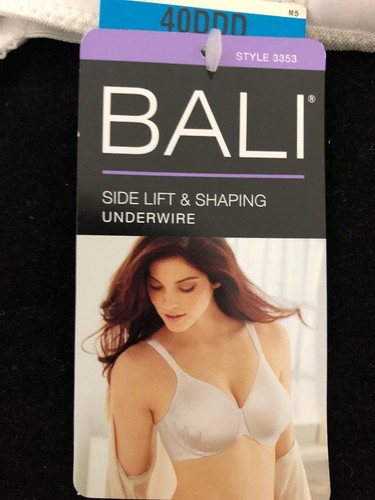 40DDD
MS
STYLE 3353
BALI®
SIDE LIFT & SHAPING
UNDERWIRE